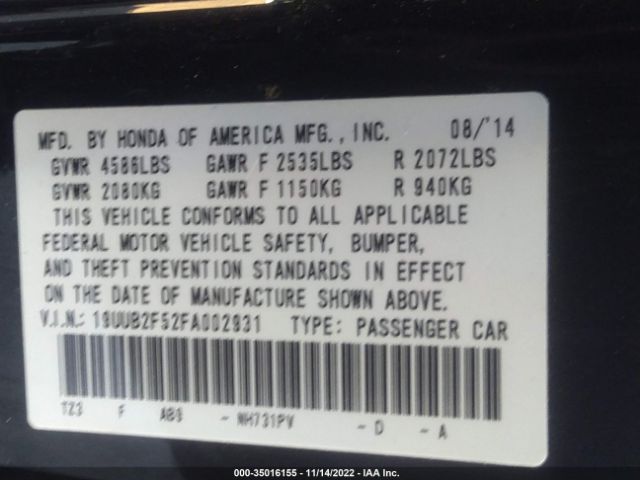 MFD. BY HONDA OF AMERICA MFG., INC. 08/'14
GVWR 4586LBS GAWR F 2535LBS R 2072LBS
GVWR 2080KG GAWR F 1150KG R 940KG
THIS VEHICLE CONFORMS TO ALL APPLICABLE
FEDERAL MOTOR VEHICLE SAFETY, BUMPER,
AND THEFT PREVENTION STANDARDS IN EFFECT
ON THE DATE OF MANUFACTURE SHOWN ABOVE.
V.I.N.: 19UUB2F52FA002931 TYPE: PASSENGER CAR
TZ3 F AB9 - NH731PV - D - A
000-35016155 - 11/14/2022 - IAA Inc.